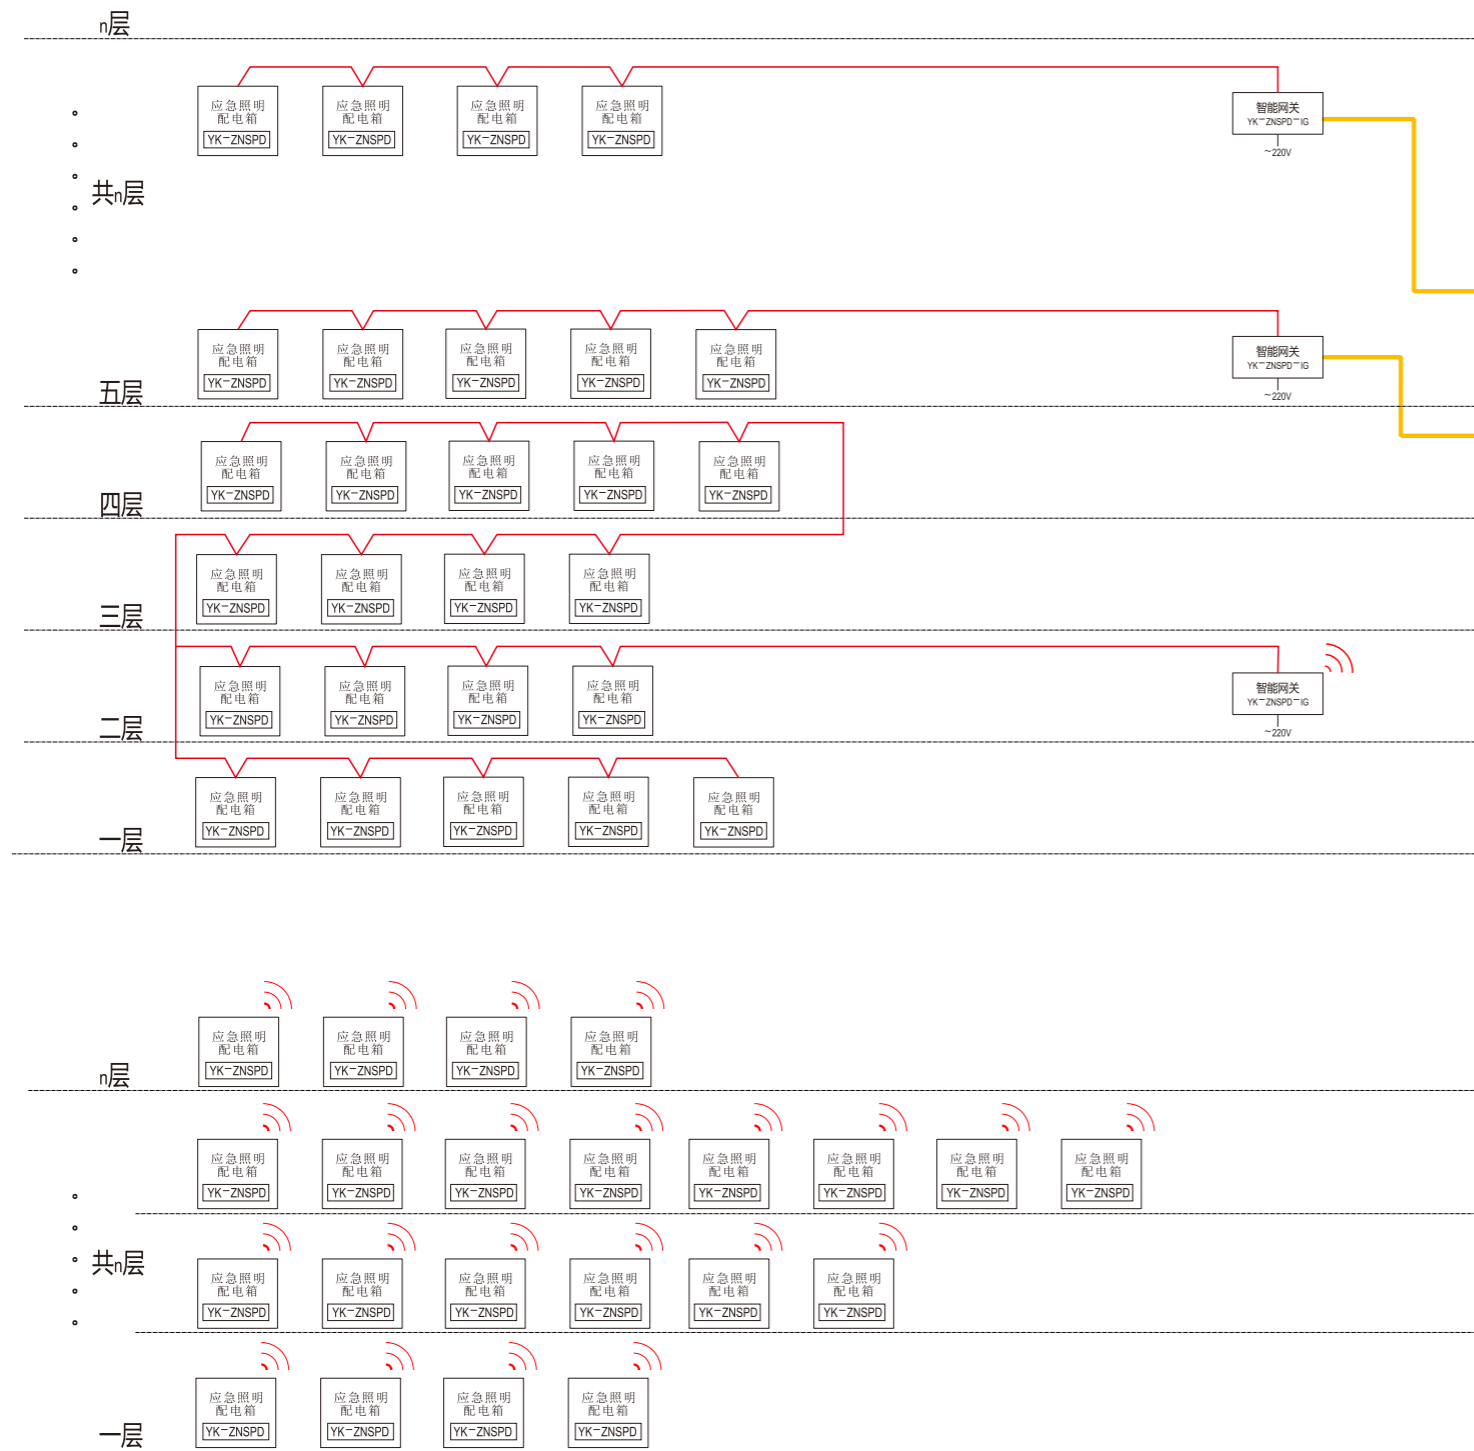 n层
应急照明 应急照明 应急照明 应急照明 智能网关
配电箱 配电箱 配电箱 配电箱 YK-ZNSPD-IG
YK-ZNSPD YK-ZNSPD YK-ZNSPD YK-ZNSPD ~220V
共n层
应急照明 应急照明 应急照明 应急照明 应急照明 智能网关
配电箱 配电箱 配电箱 配电箱 配电箱 YK-ZNSPD-IG
YK-ZNSPD YK-ZNSPD YK-ZNSPD YK-ZNSPD YK-ZNSPD ~220V
五层
应急照明 应急照明 应急照明 应急照明 应急照明
配电箱 配电箱 配电箱 配电箱 配电箱
YK-ZNSPD YK-ZNSPD YK-ZNSPD YK-ZNSPD YK-ZNSPD
四层
应急照明 应急照明 应急照明 应急照明
配电箱 配电箱 配电箱 配电箱
YK-ZNSPD YK-ZNSPD YK-ZNSPD YK-ZNSPD
三层
应急照明 应急照明 应急照明 应急照明 智能网关
配电箱 配电箱 配电箱 配电箱 YK-ZNSPD-IG
YK-ZNSPD YK-ZNSPD YK-ZNSPD YK-ZNSPD ~220V
二层
应急照明 应急照明 应急照明 应急照明 应急照明
配电箱 配电箱 配电箱 配电箱 配电箱
YK-ZNSPD YK-ZNSPD YK-ZNSPD YK-ZNSPD YK-ZNSPD
一层
应急照明 应急照明 应急照明 应急照明
配电箱 配电箱 配电箱 配电箱
YK-ZNSPD YK-ZNSPD YK-ZNSPD YK-ZNSPD
n层
应急照明 应急照明 应急照明 应急照明 应急照明 应急照明 应急照明 应急照明
配电箱 配电箱 配电箱 配电箱 配电箱 配电箱 配电箱 配电箱
YK-ZNSPD YK-ZNSPD YK-ZNSPD YK-ZNSPD YK-ZNSPD YK-ZNSPD YK-ZNSPD YK-ZNSPD
共n层
应急照明 应急照明 应急照明 应急照明 应急照明 应急照明
配电箱 配电箱 配电箱 配电箱 配电箱 配电箱
YK-ZNSPD YK-ZNSPD YK-ZNSPD YK-ZNSPD YK-ZNSPD YK-ZNSPD
应急照明 应急照明 应急照明 应急照明
配电箱 配电箱 配电箱 配电箱
YK-ZNSPD YK-ZNSPD YK-ZNSPD YK-ZNSPD
一层